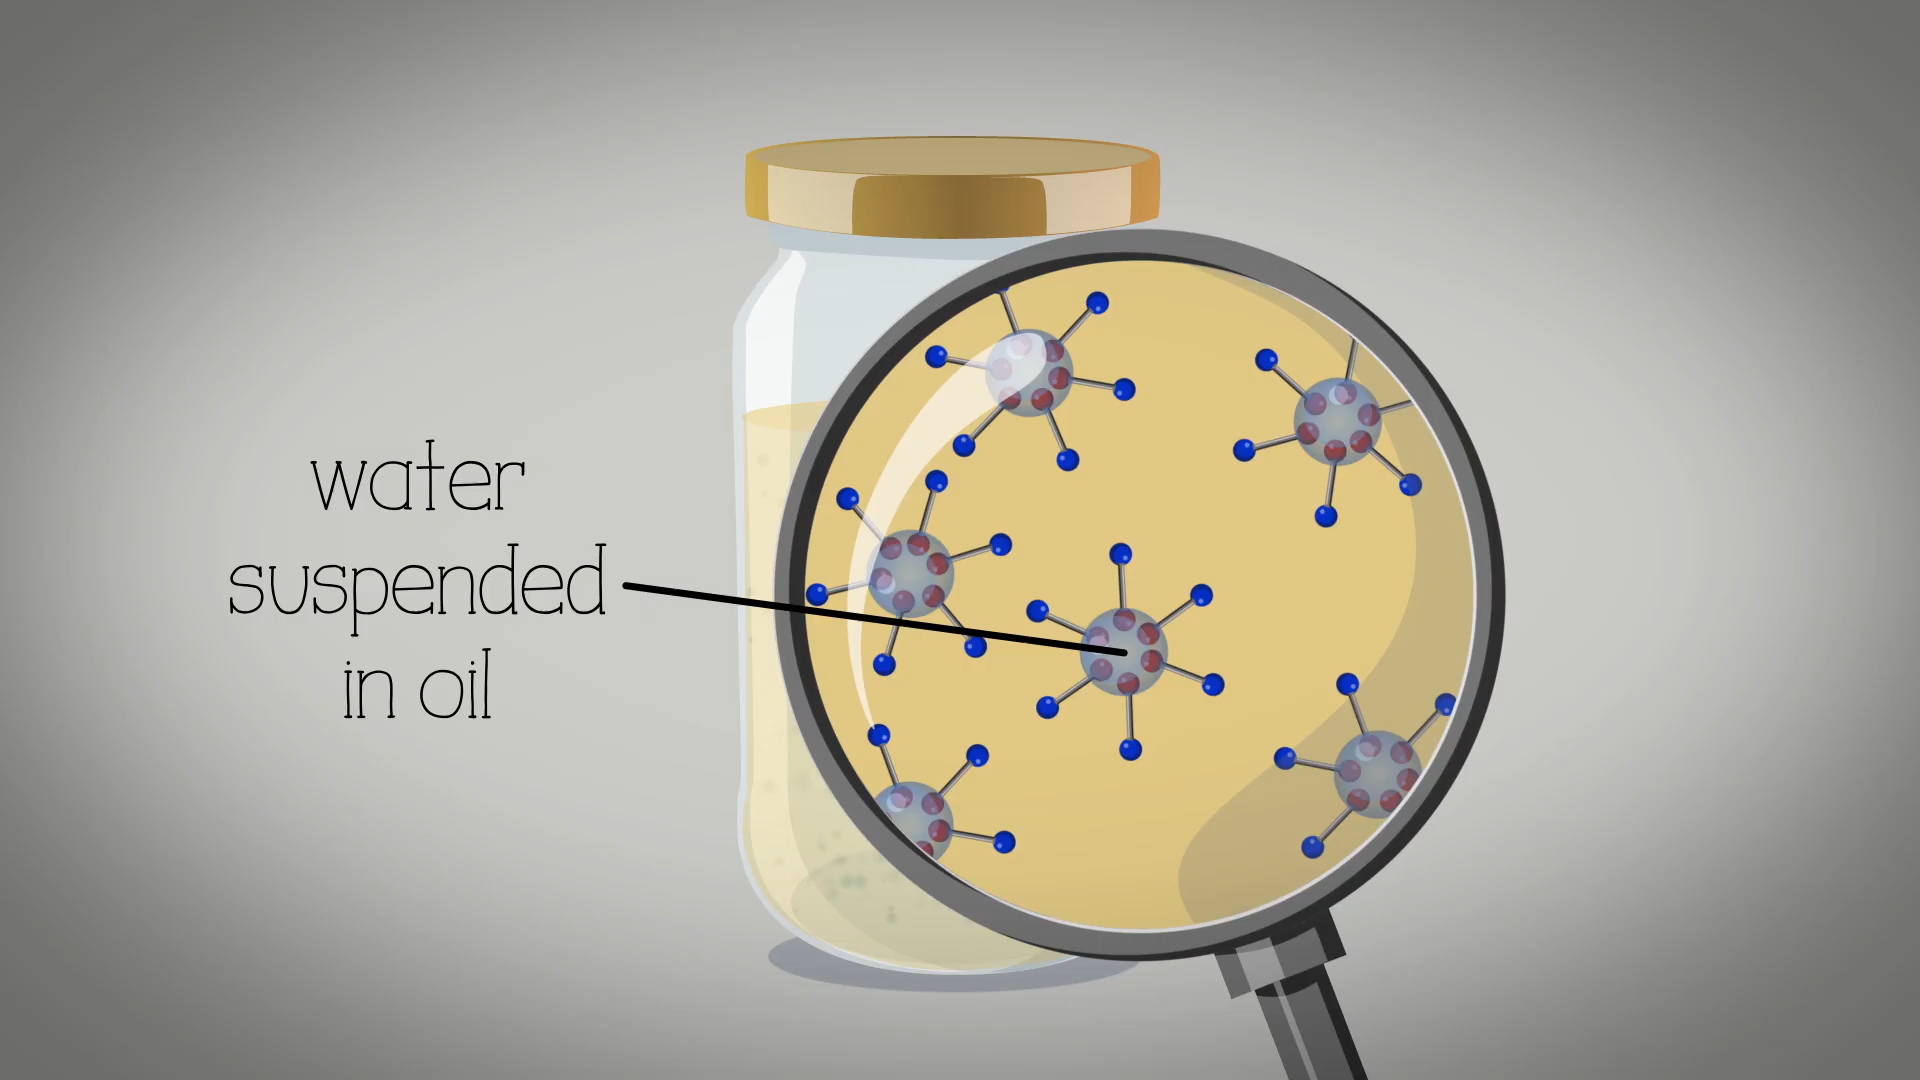 water
suspended
in oil